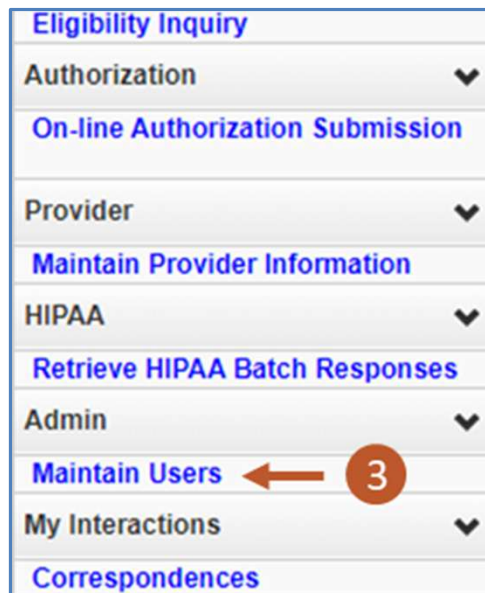 Eligibility Inquiry
Authorization
On-line Authorization Submission
Provider
Maintain Provider Information
HIPAA
Retrieve HIPAA Batch Responses
Admin
Maintain Users 3
My Interactions
Correspondences